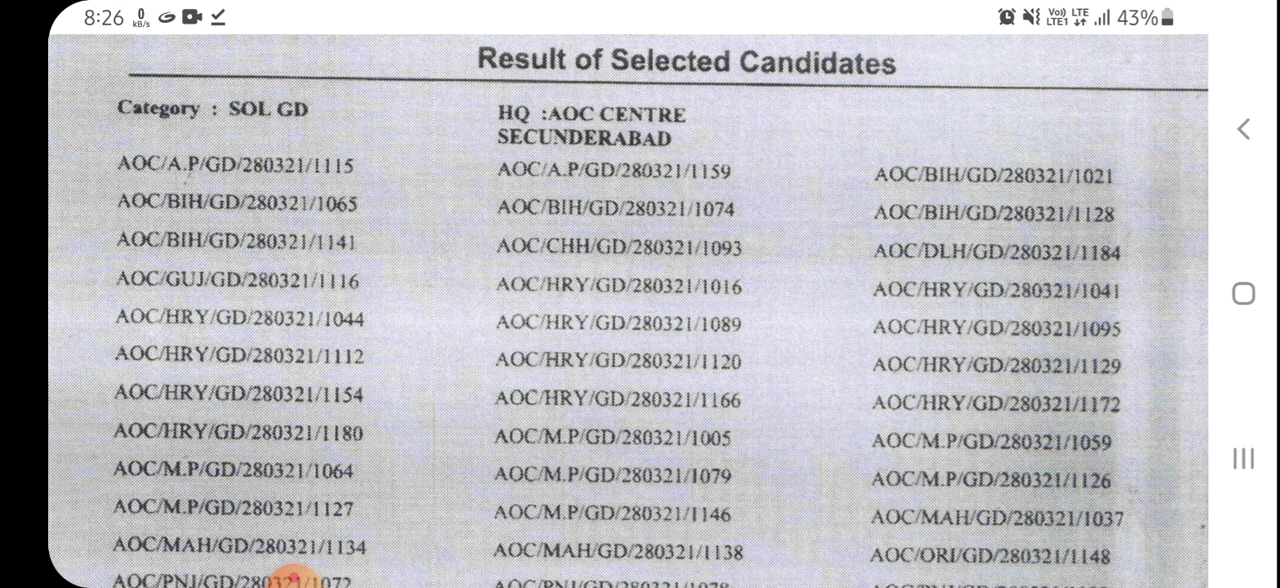 8:26 0 kB/s Vo) LTE LTE1 43%
Result of Selected Candidates
Category : SOL GD
HQ :AOC CENTRE
SECUNDERABAD
AOC/A.P/GD/280321/1115 AOC/A.P/GD/280321/1159 AOC/BIH/GD/280321/1021
AOC/BIH/GD/280321/1065 AOC/BIH/GD/280321/1074 AOC/BIH/GD/280321/1128
AOC/BIH/GD/280321/1141 AOC/CHH/GD/280321/1093 AOC/DLH/GD/280321/1184
AOC/GUJ/GD/280321/1116 AOC/HRY/GD/280321/1016 AOC/HRY/GD/280321/1041
AOC/HRY/GD/280321/1044 AOC/HRY/GD/280321/1089 AOC/HRY/GD/280321/1095
AOC/HRY/GD/280321/1112 AOC/HRY/GD/280321/1120 AOC/HRY/GD/280321/1129
AOC/HRY/GD/280321/1154 AOC/HRY/GD/280321/1166 AOC/HRY/GD/280321/1172
AOC/HRY/GD/280321/1180 AOC/M.P/GD/280321/1005 AOC/M.P/GD/280321/1059
AOC/M.P/GD/280321/1064 AOC/M.P/GD/280321/1079 AOC/M.P/GD/280321/1126
AOC/M.P/GD/280321/1127 AOC/M.P/GD/280321/1146 AOC/MAH/GD/280321/1037
AOC/MAH/GD/280321/1134 AOC/MAH/GD/280321/1138 AOC/ORI/GD/280321/1148